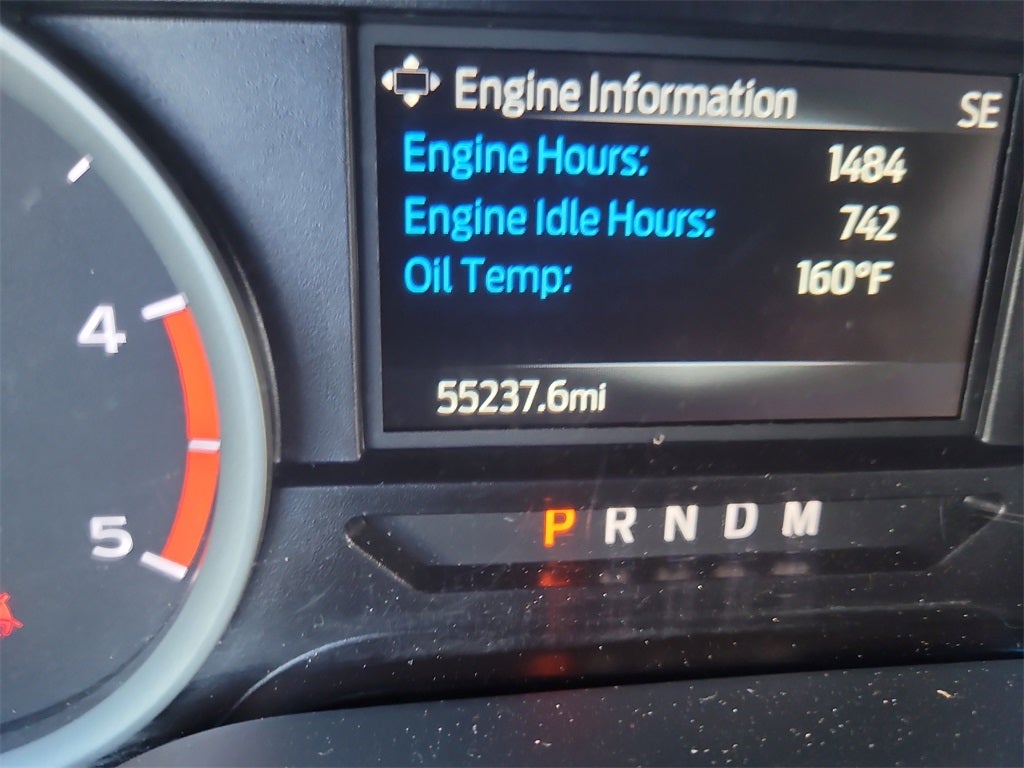 Engine Information SE
Engine Hours: 1484
Engine Idle Hours: 742
Oil Temp: 160°F
55237.6mi
4
5
P R N D M